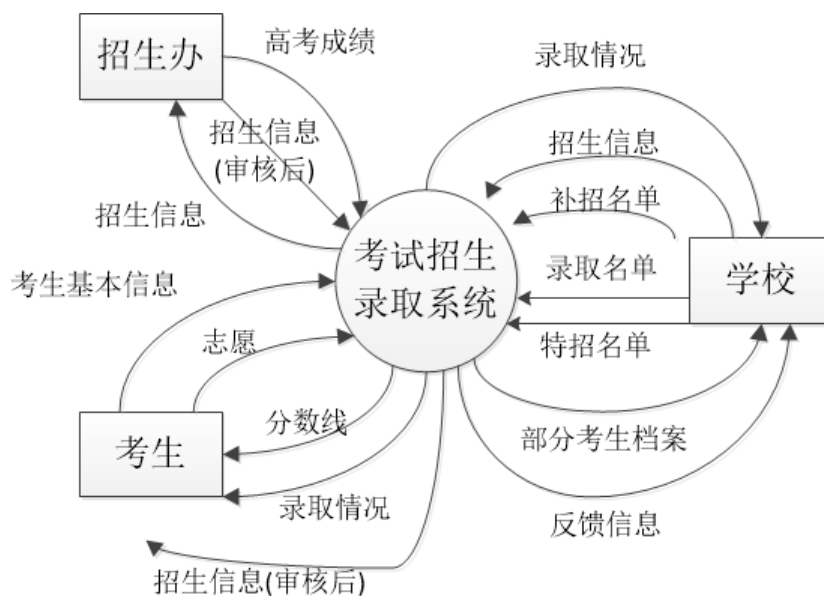 招生办
高考成绩
录取情况
招生信息
(审核后)
招生信息
招生信息
补招名单
考试招生
录取系统
考生基本信息
录取名单
学校
志愿
特招名单
考生
分数线
部分考生档案
录取情况
反馈信息
招生信息(审核后)